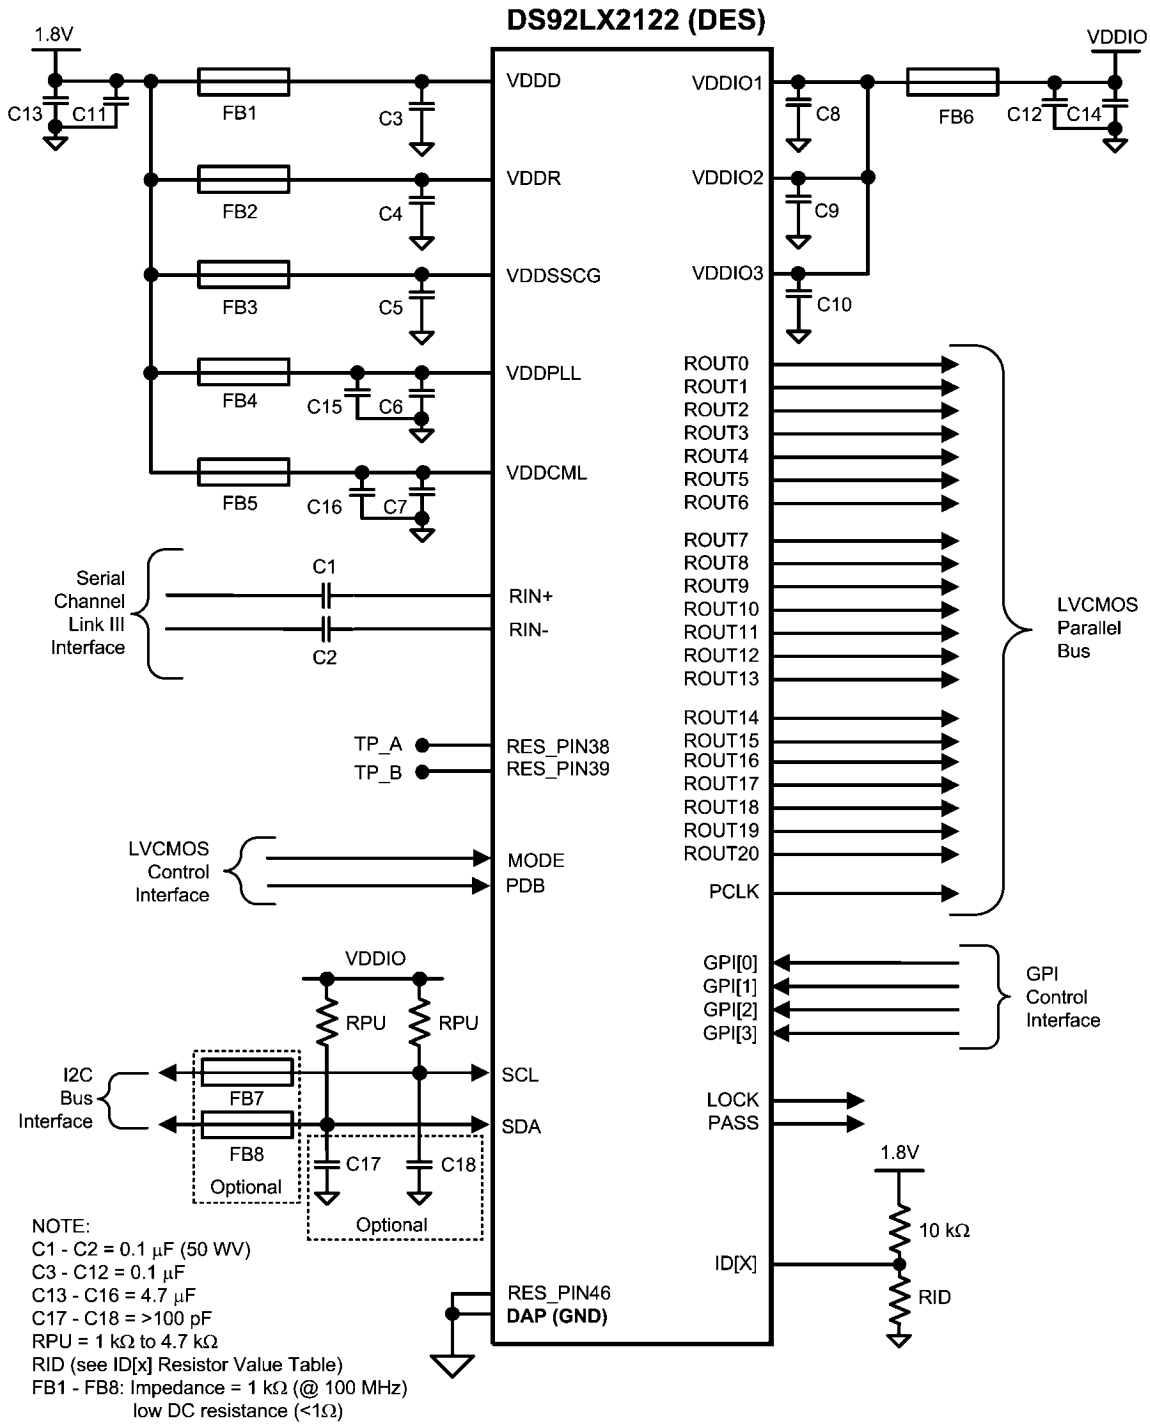 DS92LX2122 (DES)
1.8V
VDDIO
C13
C11
FB1
C3
VDDD
VDDIO1
C8
FB6
C12
C14
FB2
C4
VDDR
VDDIO2
C9
FB3
C5
VDDSSCG
VDDIO3
C10
FB4
C15
C6
VDDPLL
FB5
C16
C7
VDDCML
ROUT0
ROUT1
ROUT2
ROUT3
ROUT4
ROUT5
ROUT6
ROUT7
ROUT8
ROUT9
ROUT10
ROUT11
ROUT12
ROUT13
ROUT14
ROUT15
ROUT16
ROUT17
ROUT18
ROUT19
ROUT20
PCLK
LVCMOS
Parallel
Bus
Serial
Channel
Link III
Interface
C1
C2
RIN+
RIN-
TP_A
TP_B
RES_PIN38
RES_PIN39
LVCMOS
Control
Interface
MODE
PDB
GPI[0]
GPI[1]
GPI[2]
GPI[3]
GPI
Control
Interface
VDDIO
RPU
RPU
I2C
Bus
Interface
FB7
FB8
Optional
SCL
SDA
C17
C18
Optional
LOCK
PASS
1.8V
10 kΩ
ID[X]
RID
RES_PIN46
DAP (GND)
NOTE:
C1 - C2 = 0.1 μF (50 WV)
C3 - C12 = 0.1 μF
C13 - C16 = 4.7 μF
C17 - C18 = >100 pF
RPU = 1 kΩ to 4.7 kΩ
RID (see ID[x] Resistor Value Table)
FB1 - FB8: Impedance = 1 kΩ (@ 100 MHz)
low DC resistance (<1Ω)